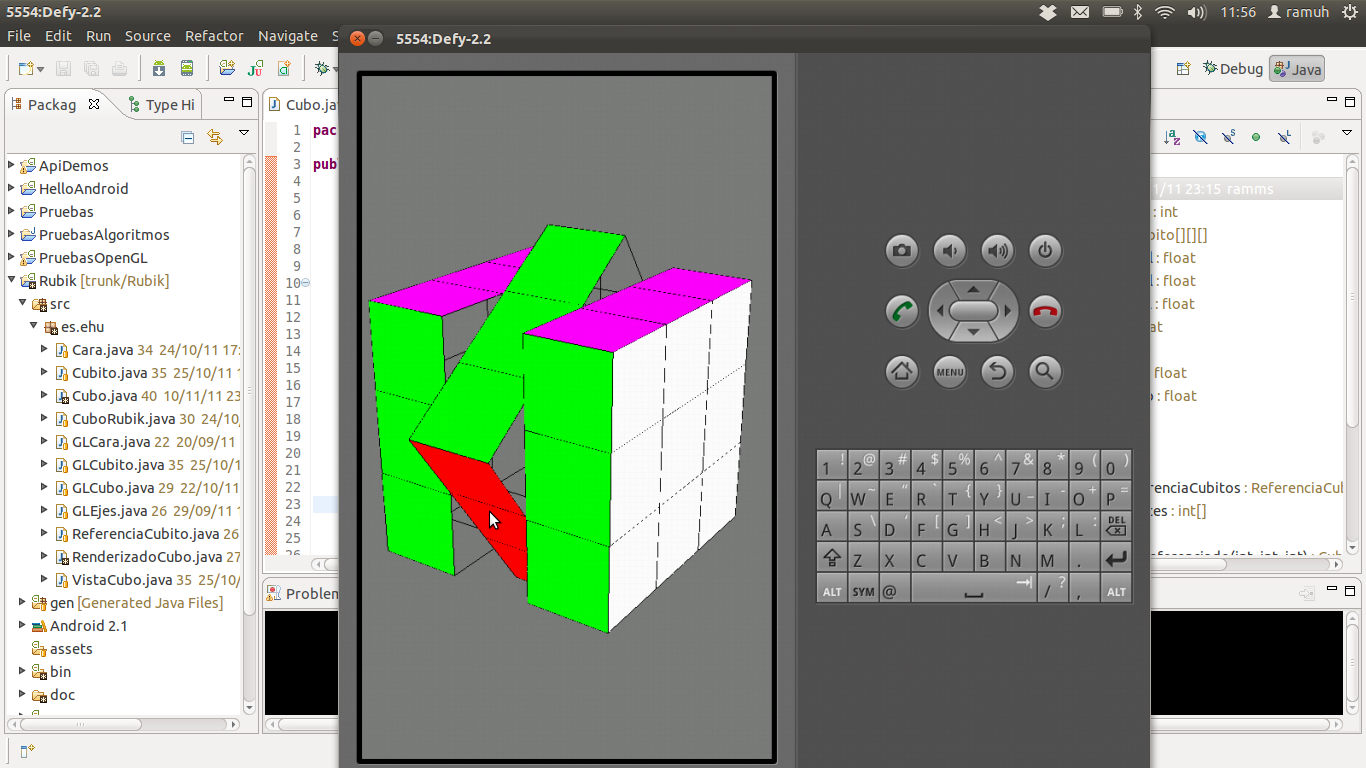 5554:Defy-2.2
11:56 ramuh
File Edit Run Source Refactor Navigate S
5554:Defy-2.2
Debug Java
Packag Type Hi
Cubo.ja
1 pac
2
3 publ
4
5
6
7
8
9
10
11
12
13
14
15
16
17
18
19
20
21
22
23
24
25
26
ApiDemos
HelloAndroid
Pruebas
PruebasAlgoritmos
PruebasOpenGL
Rubik [trunk/Rubik]
src
es.ehu
Cara.java 34 24/10/11 17:
Cubito.java 35 25/10/11 1
Cubo.java 40 10/11/11 23
CuboRubik.java 30 24/10,
GLCara.java 22 20/09/11
GLCubito.java 35 25/10/1
GLCubo.java 29 22/10/11
GLEjes.java 26 29/09/11 1
ReferenciaCubito.java 26
RenderizadoCubo.java 27
VistaCubo.java 35 25/10/
gen [Generated Java Files]
Android 2.1
assets
bin
doc
Problem
MENU
1 ! 2 @ 3 # 4 $ 5 % 6 ^ 7 & 8 * 9 ( 0 )
Q | W ~ E " R ` T { Y } U _ I - O + P =
A S \ D ' F [ G ] H < J > K ; L : DEL
Z X C V B N M .
ALT SYM @ / ? , ALT
1/11 23:15 ramms
: int
bito[][][]
l : float
l : float
l : float
at
: float
o : float
renciaCubitos : ReferenciaCub
ces : int[]